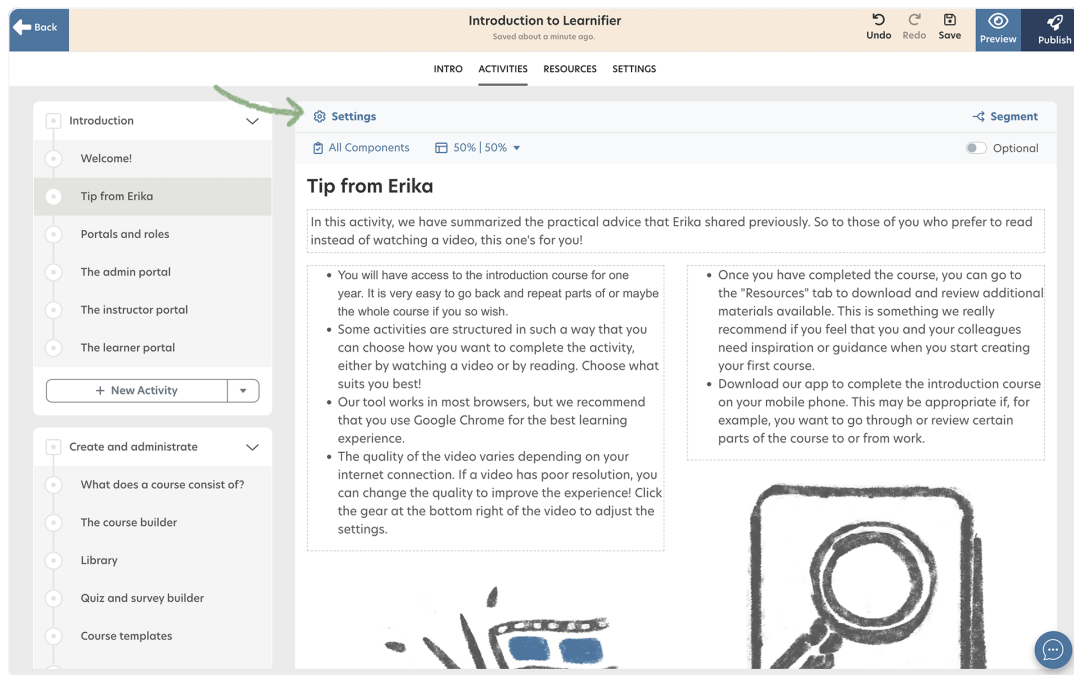 Back
Introduction to Learnifier
Saved about a minute ago.
Undo
Redo
Save
Preview
Publish
INTRO
ACTIVITIES
RESOURCES
SETTINGS
Introduction
Welcome!
Tip from Erika
Portals and roles
The admin portal
The instructor portal
The learner portal
+ New Activity
Create and administrate
What does a course consist of?
The course builder
Library
Quiz and survey builder
Course templates
Settings
Segment
All Components
50% | 50%
Optional
Tip from Erika
In this activity, we have summarized the practical advice that Erika shared previously. So to those of you who prefer to read
instead of watching a video, this one's for you!
• You will have access to the introduction course for one
year. It is very easy to go back and repeat parts of or maybe
the whole course if you so wish.
• Some activities are structured in such a way that you
can choose how you want to complete the activity,
either by watching a video or by reading. Choose what
suits you best!
• Our tool works in most browsers, but we recommend
that you use Google Chrome for the best learning
experience.
• The quality of the video varies depending on your
internet connection. If a video has poor resolution, you
can change the quality to improve the experience! Click
the gear at the bottom right of the video to adjust the
settings.
• Once you have completed the course, you can go to
the "Resources" tab to download and review additional
materials available. This is something we really
recommend if you feel that you and your colleagues
need inspiration or guidance when you start creating
your first course.
• Download our app to complete the introduction course
on your mobile phone. This may be appropriate if, for
example, you want to go through or review certain
parts of the course to or from work.